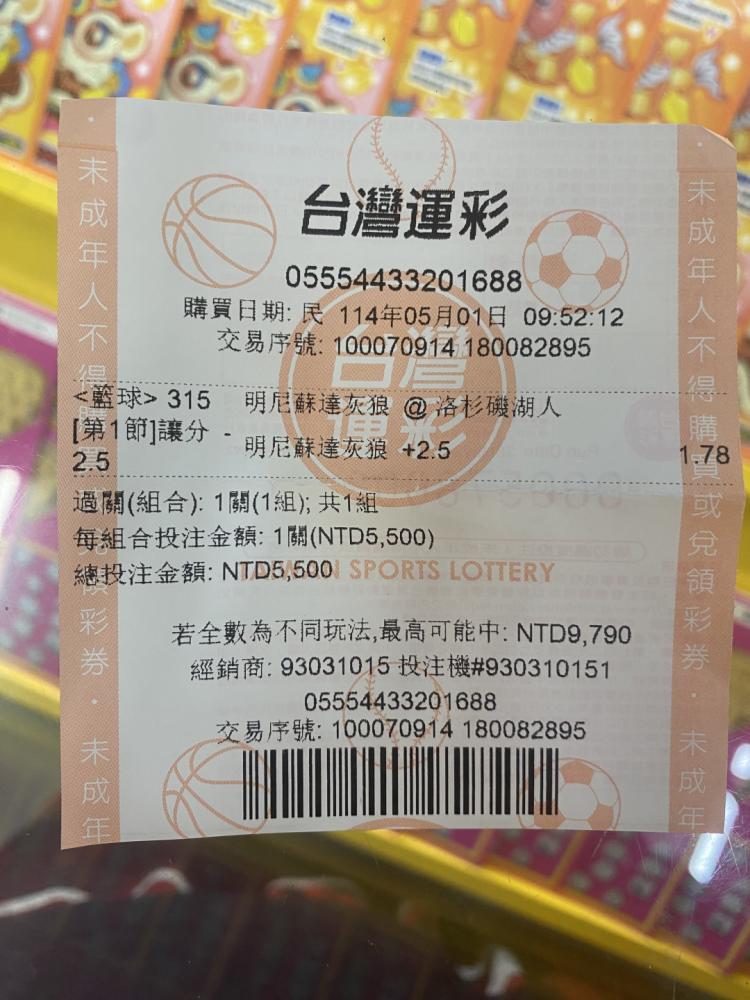 台灣運彩
05554433201688
購買日期: 民 114年05月01日 09:52:12
交易序號: 100070914 180082895
<籃球> 315 明尼蘇達灰狼 @ 洛杉磯湖人
[第1節]讓分 - 明尼蘇達灰狼 +2.5 1.78
2.5
過關(組合): 1關(1組); 共1組
每組合投注金額: 1關(NTD5,500)
總投注金額: NTD5,500
TAIWAN SPORTS LOTTERY
若全數為不同玩法,最高可能中: NTD9,790
經銷商: 93031015 投注機#930310151
05554433201688
交易序號: 100070914 180082895
未成年人不得購買或兌領彩券・未成年
未成年人不得購買或兌領彩券・未成年
台灣運彩